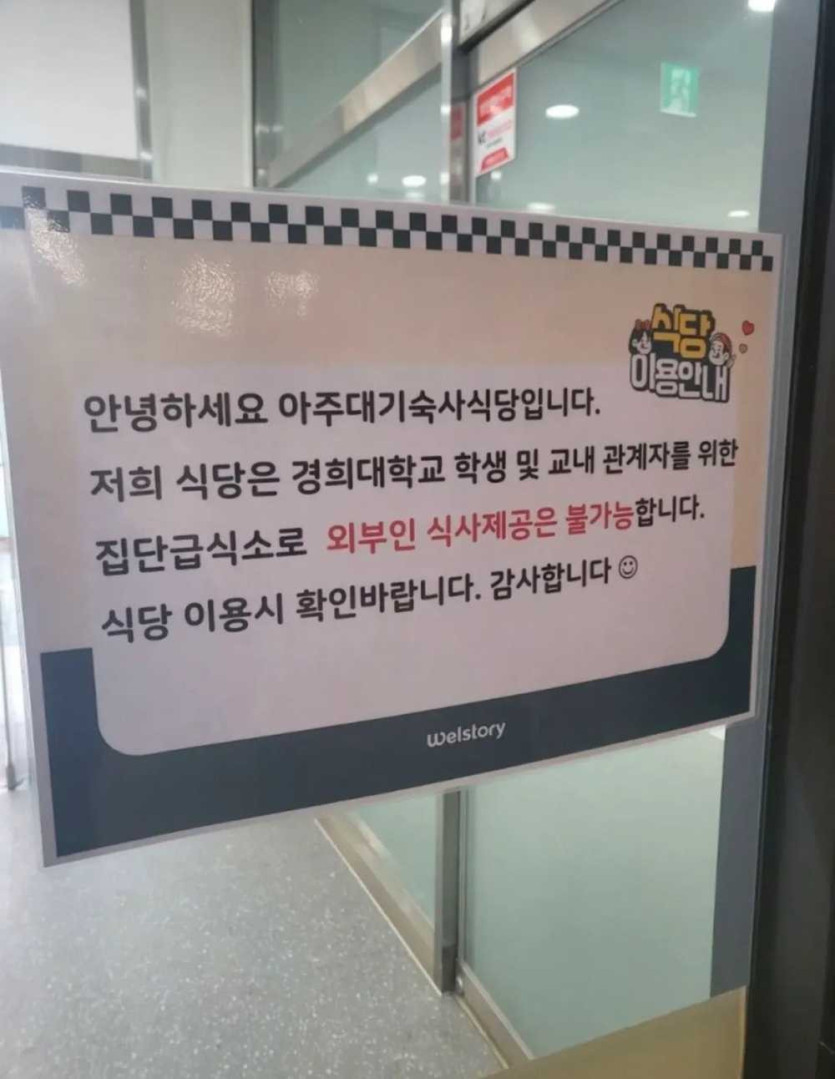 식당
이용안내
안녕하세요 아주대기숙사식당입니다.
저희 식당은 경희대학교 학생 및 교내 관계자를 위한
집단급식소로 외부인 식사제공은 불가능합니다.
식당 이용시 확인바랍니다. 감사합니다 ☺
welstory